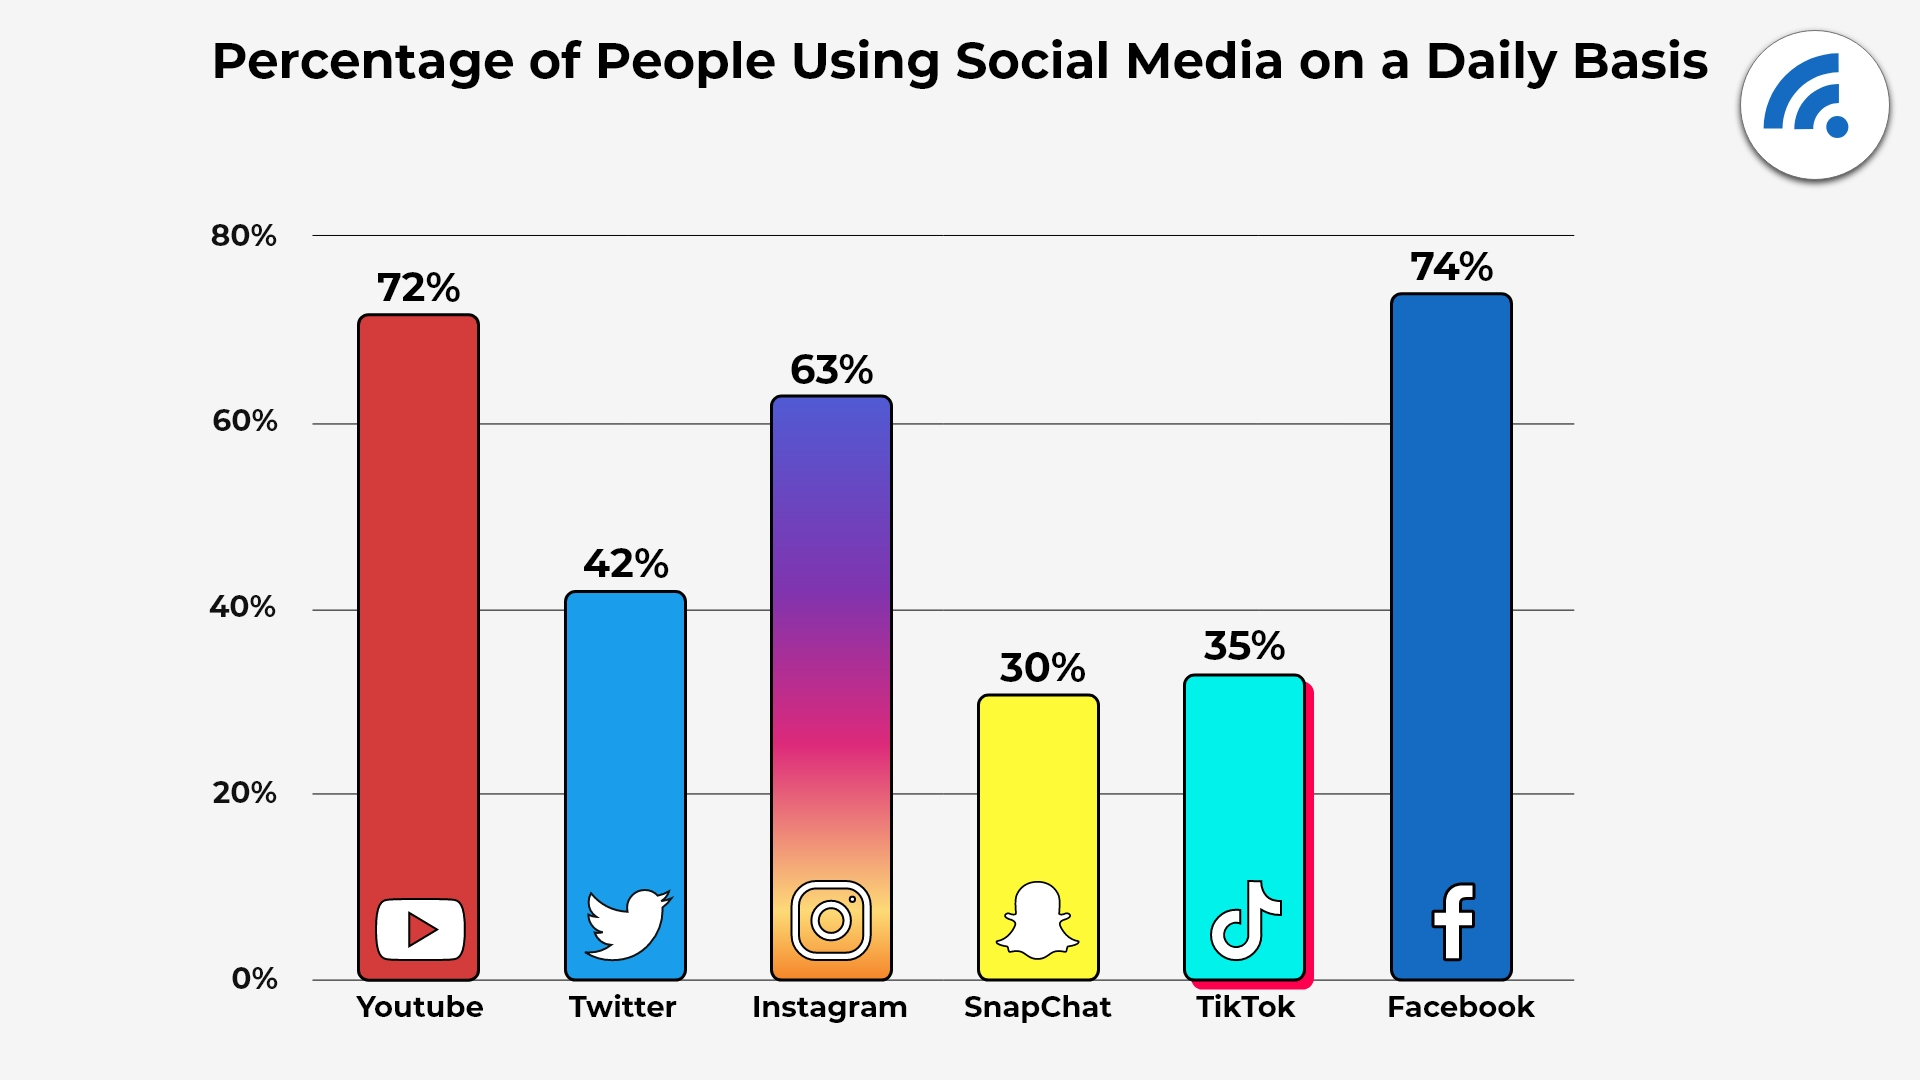 Percentage of People Using Social Media on a Daily Basis
80%
60%
40%
20%
0%
72%
42%
63%
30%
35%
74%
Youtube
Twitter
Instagram
SnapChat
TikTok
Facebook